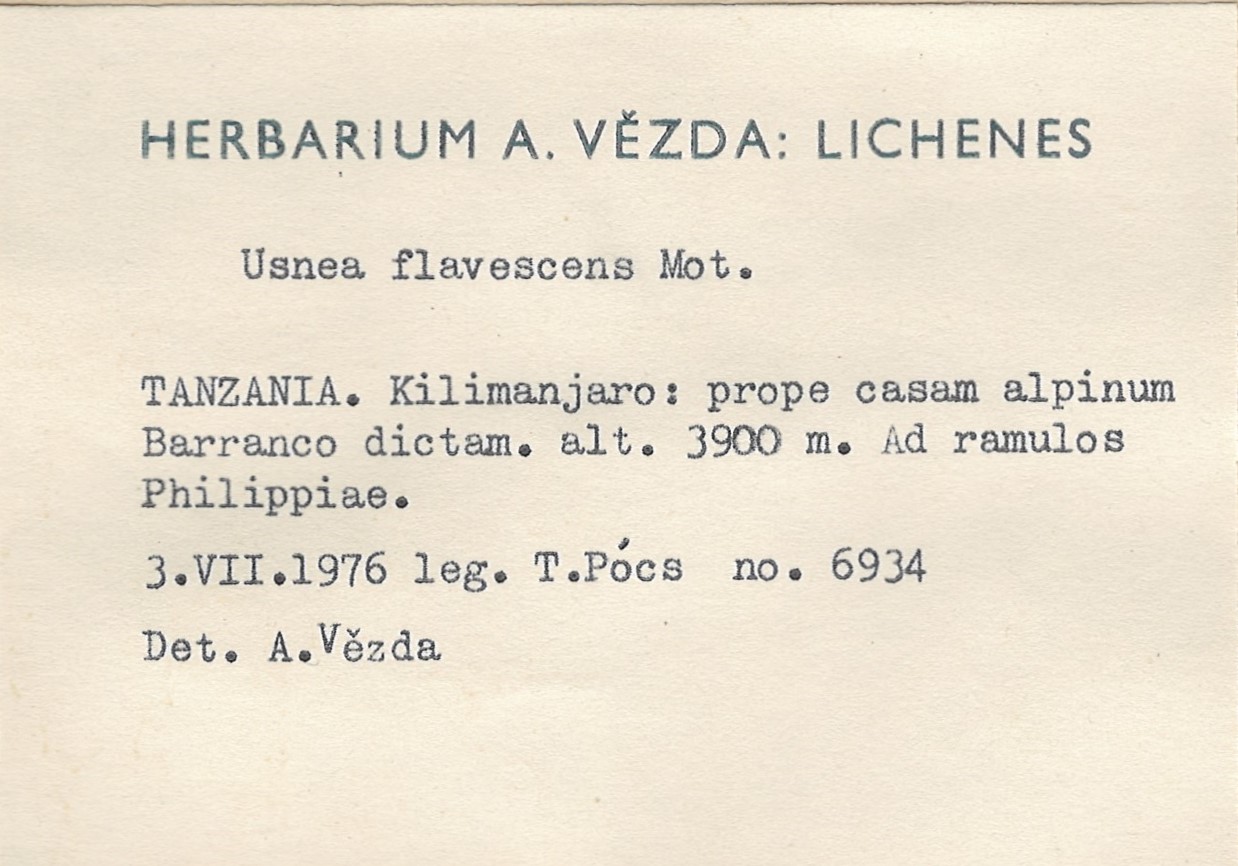 HERBARIUM A. VĚZDA: LICHENES
Usnea flavescens Mot.
TANZANIA. Kilimanjaro: prope casam alpinum
Barranco dictam. alt. 3900 m. Ad ramulos
Philippiae.
3.VII.1976 leg. T.Pócs no. 6934
Det. A.Vězda